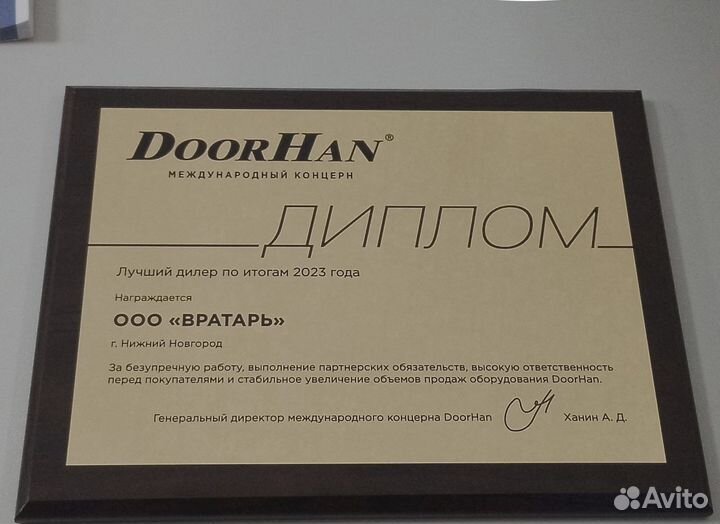 DOORHAN®
МЕЖДУНАРОДНЫЙ КОНЦЕРН
ДИПЛОМ
Лучший дилер по итогам 2023 года
Награждается
ООО «ВРАТАРЬ»
г. Нижний Новгород
За безупречную работу, выполнение партнерских обязательств, высокую ответственность
перед покупателями и стабильное увеличение объемов продаж оборудования DoorHan.
Генеральный директор международного концерна DoorHan Ханин А. Д.
Avito